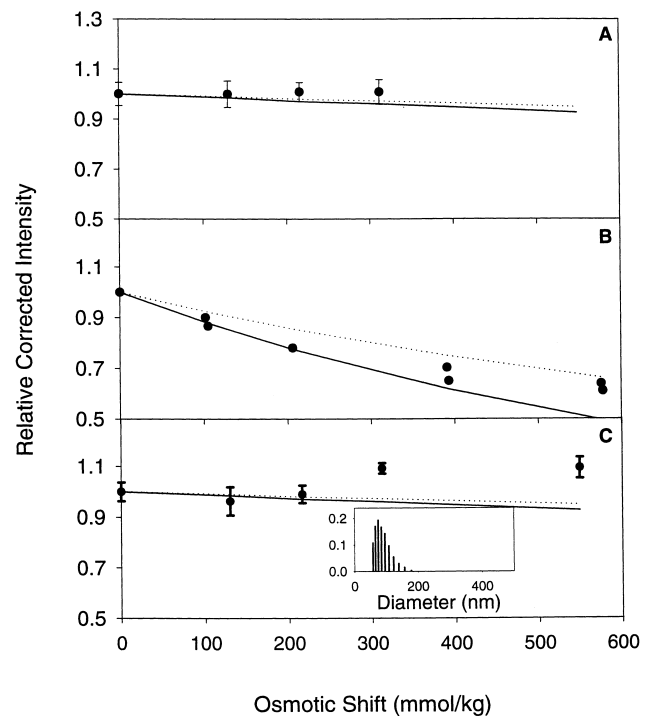 1.3
A
1.1
0.9
0.7
0.5
B
1.1
0.9
0.7
0.5
C
1.1
0.9
0.7
0.5
Relative Corrected Intensity
0.2
0.1
0.0
0 200 400
Diameter (nm)
0 100 200 300 400 500 600
Osmotic Shift (mmol/kg)